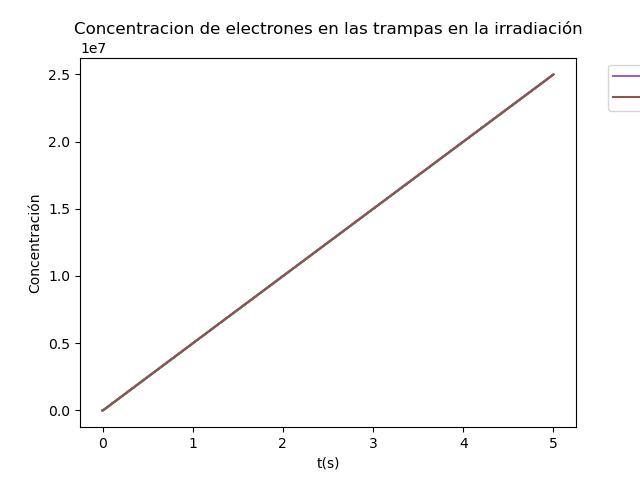 Concentracion de electrones en las trampas en la irradiación
1e7
2.5
2.0
1.5
1.0
0.5
0.0
Concentración
0 1 2 3 4 5
t(s)